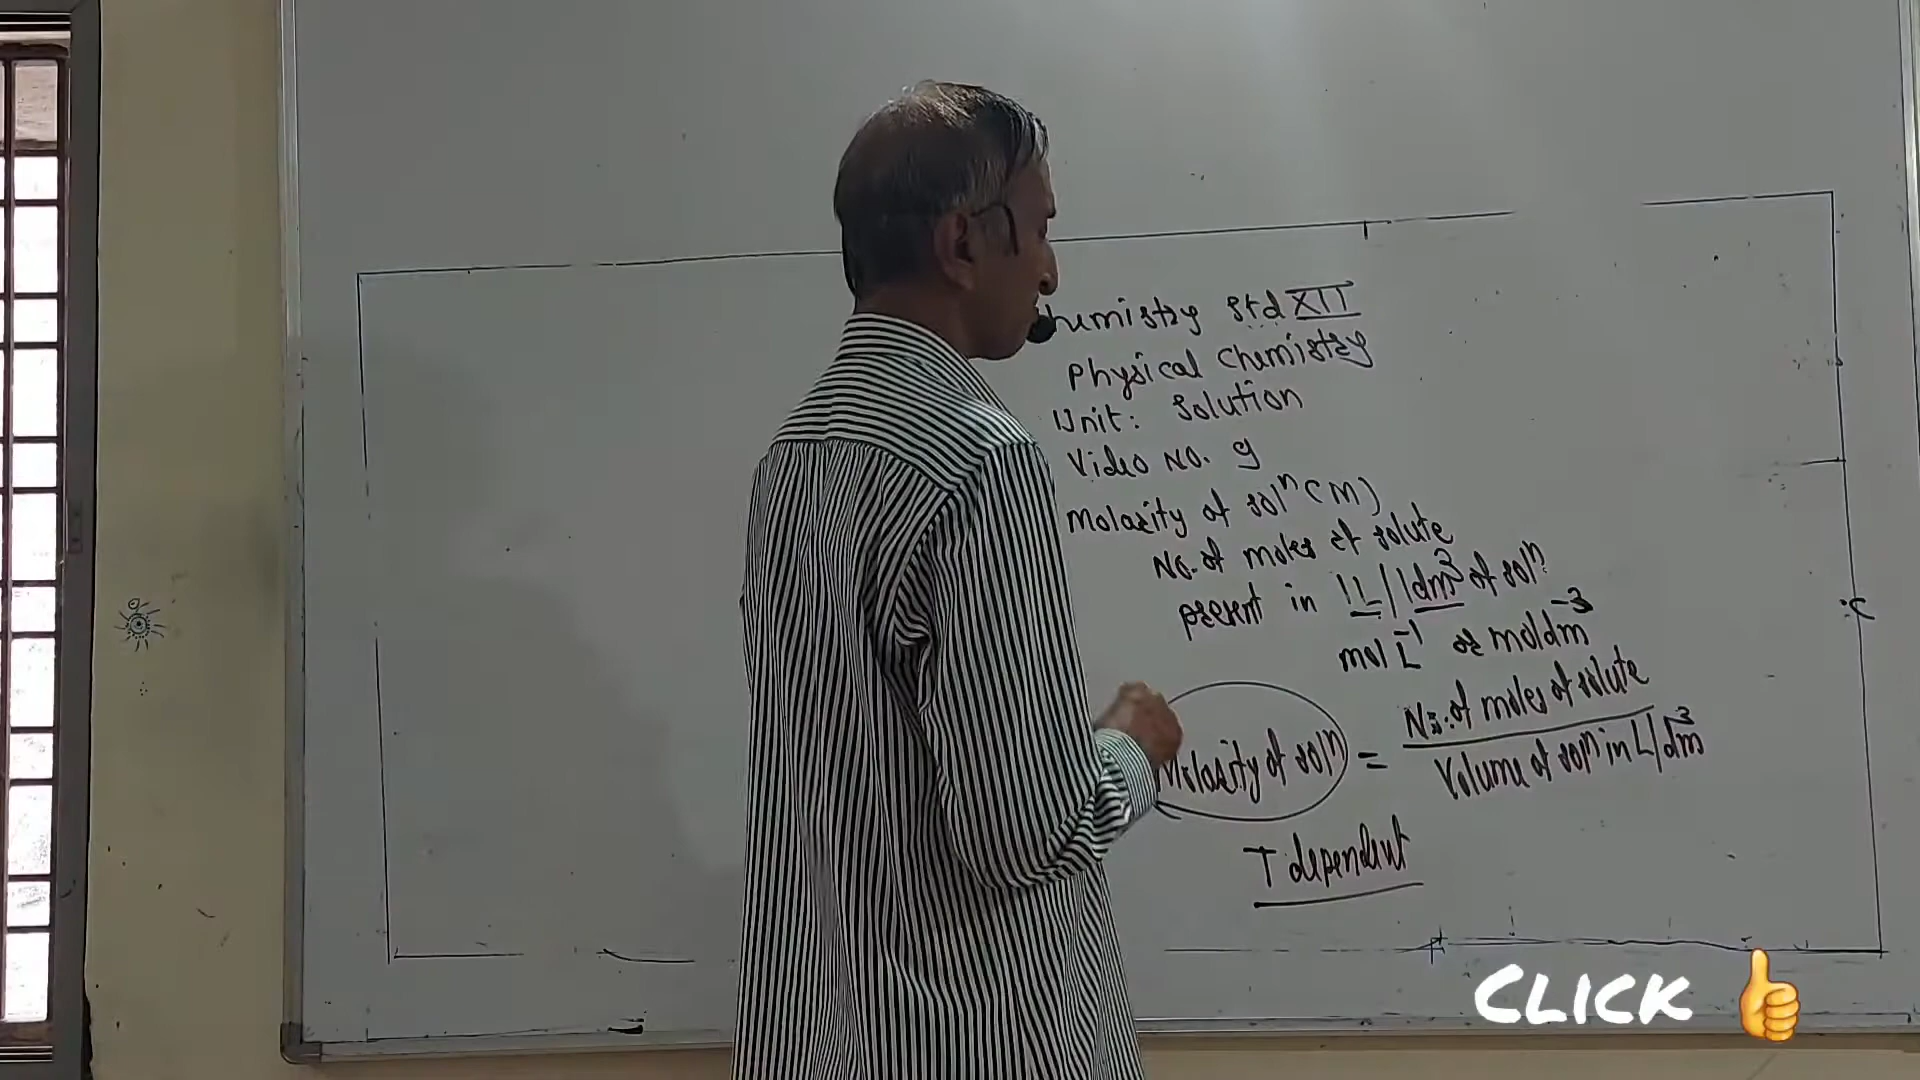 hemistry std XII
Physical chemistry
Unit: Solution
Video No. 9
Molarity of solⁿ (M)
No. of moles of solute
present in 1L/1dm³ of solⁿ.
mol L⁻¹ or mol dm⁻³
Molarity of solⁿ = No. of moles of solute
Volume of solⁿ in L/dm³
T dependent
CLICK